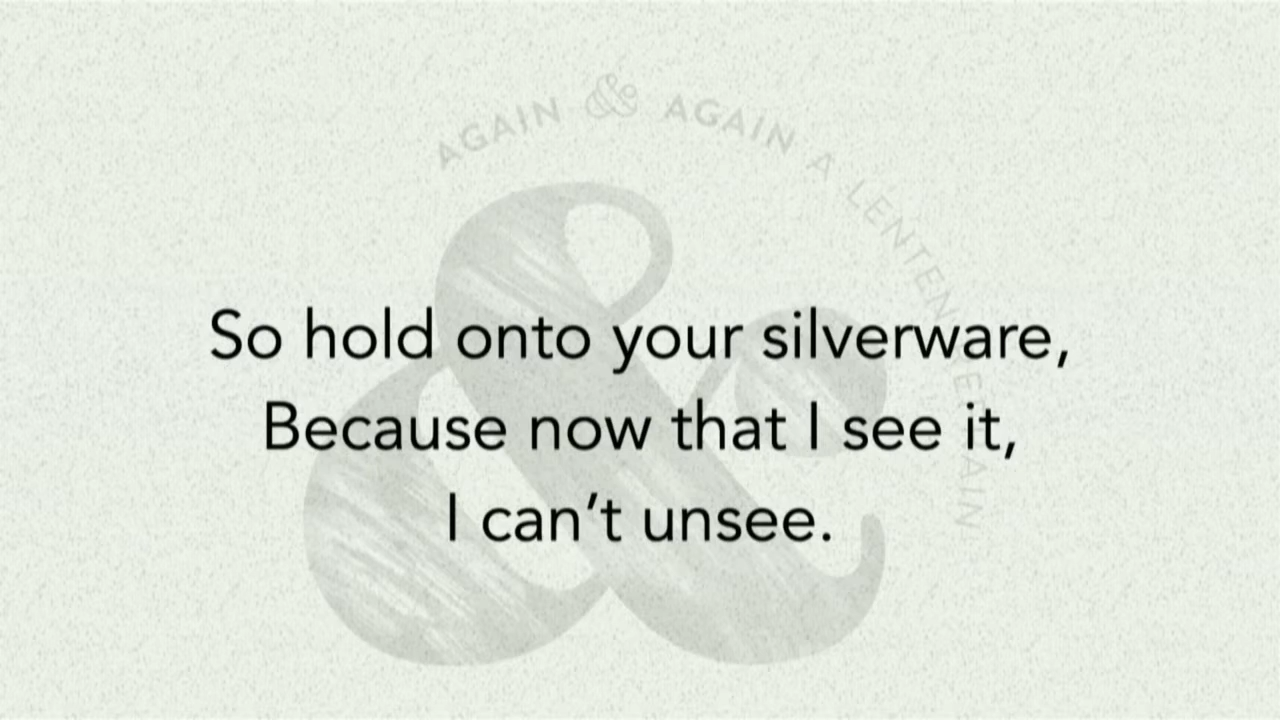 AGAIN & AGAIN A LENTEN REFRAIN
So hold onto your silverware,
Because now that I see it,
I can’t unsee.